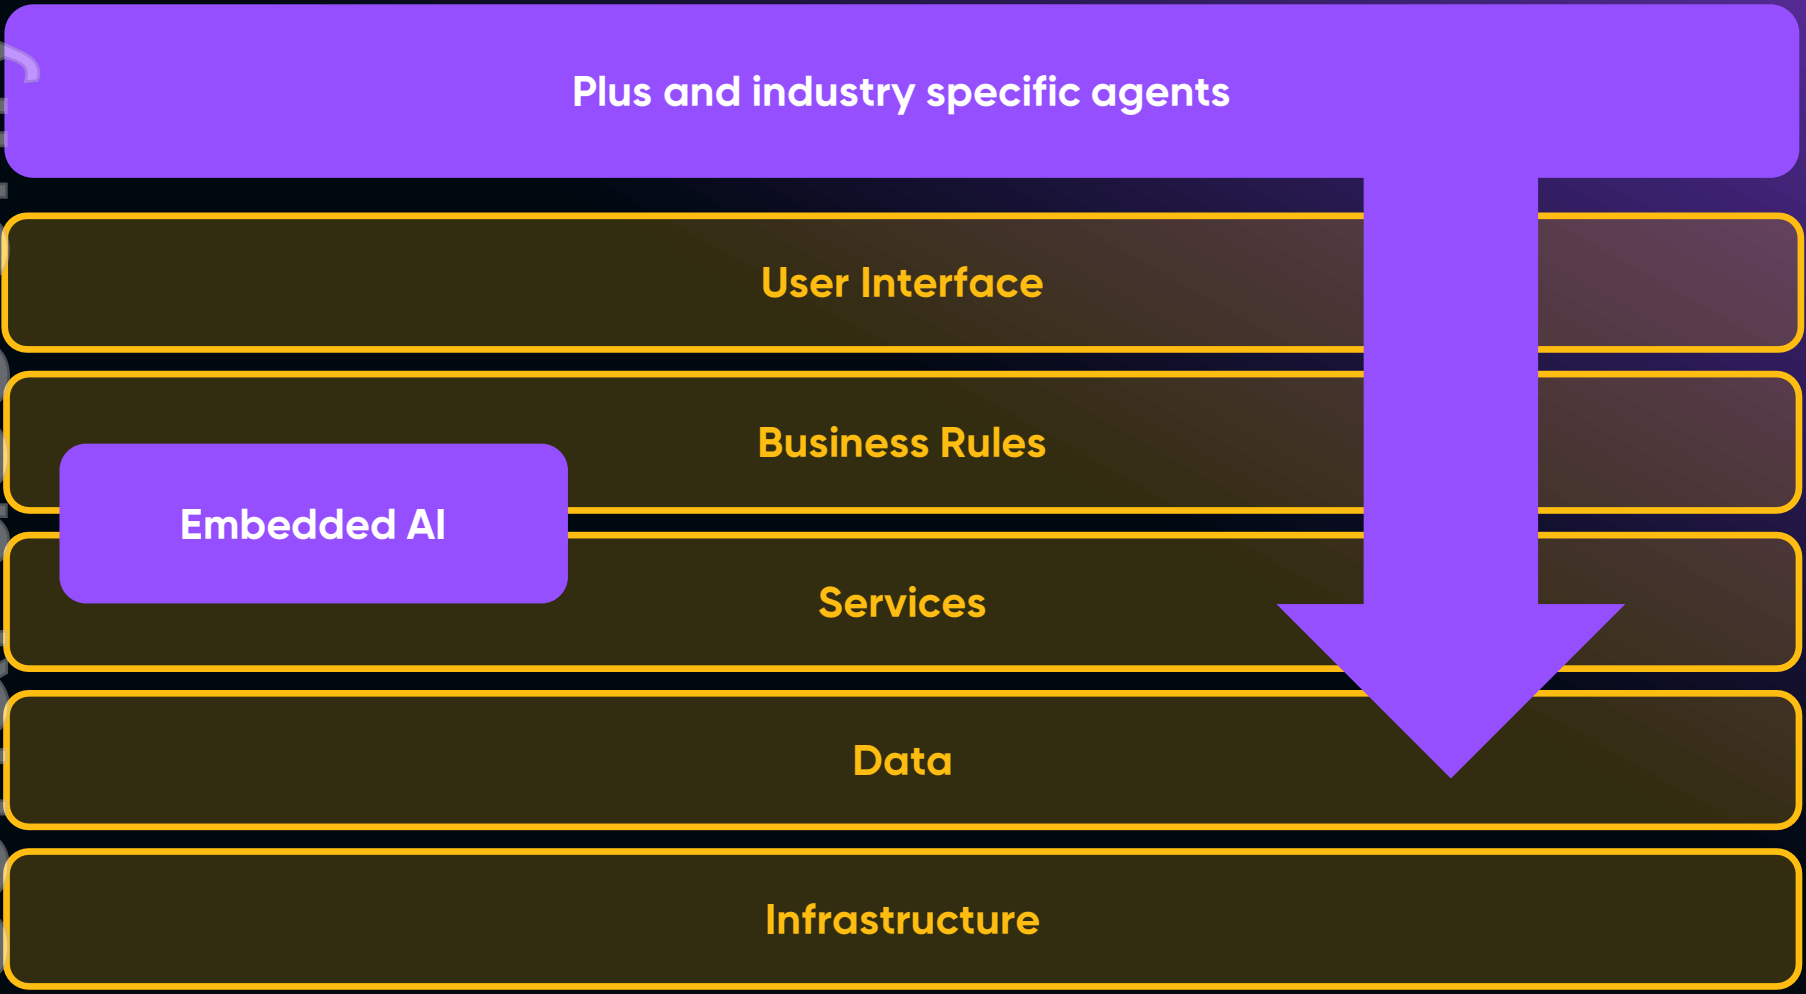 Plus and industry specific agents
User Interface
Business Rules
Embedded AI
Services
Data
Infrastructure